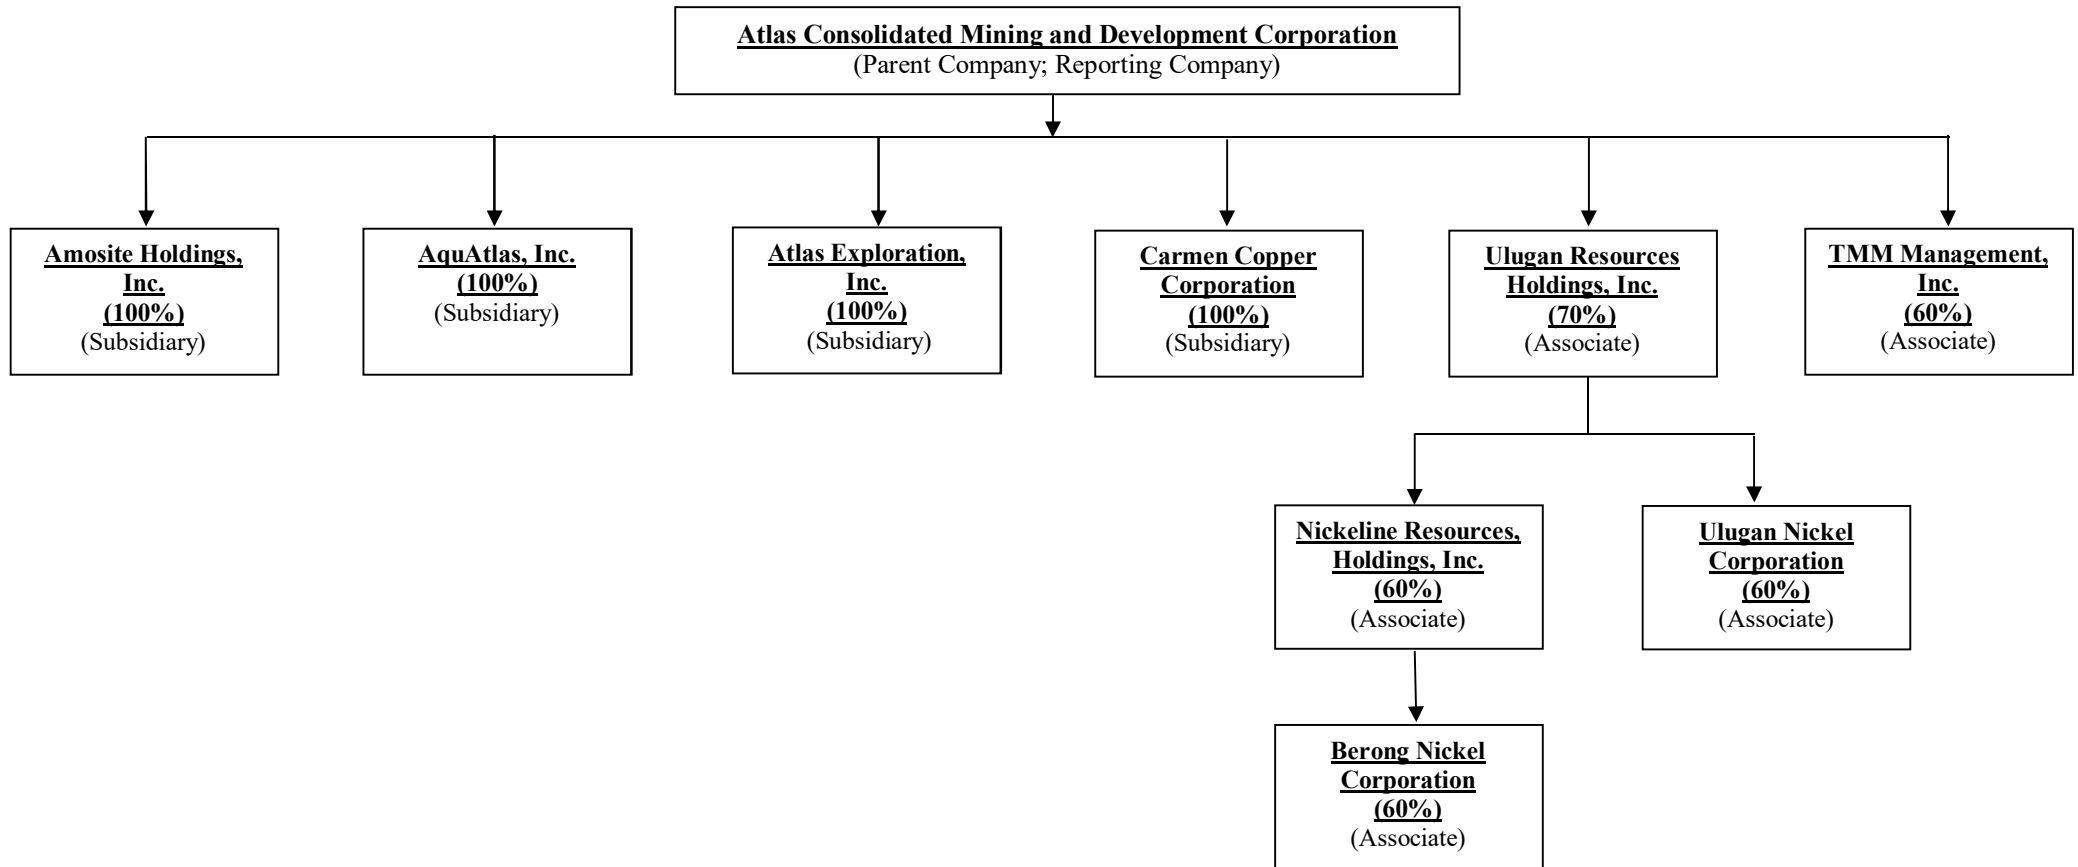 Atlas Consolidated Mining and Development Corporation
(Parent Company; Reporting Company)
Amosite Holdings,
Inc.
(100%)
(Subsidiary)
AquAtlas, Inc.
(100%)
(Subsidiary)
Atlas Exploration,
Inc.
(100%)
(Subsidiary)
Carmen Copper
Corporation
(100%)
(Subsidiary)
Ulugan Resources
Holdings, Inc.
(70%)
(Associate)
TMM Management,
Inc.
(60%)
(Associate)
Nickeline Resources,
Holdings, Inc.
(60%)
(Associate)
Ulugan Nickel
Corporation
(60%)
(Associate)
Berong Nickel
Corporation
(60%)
(Associate)